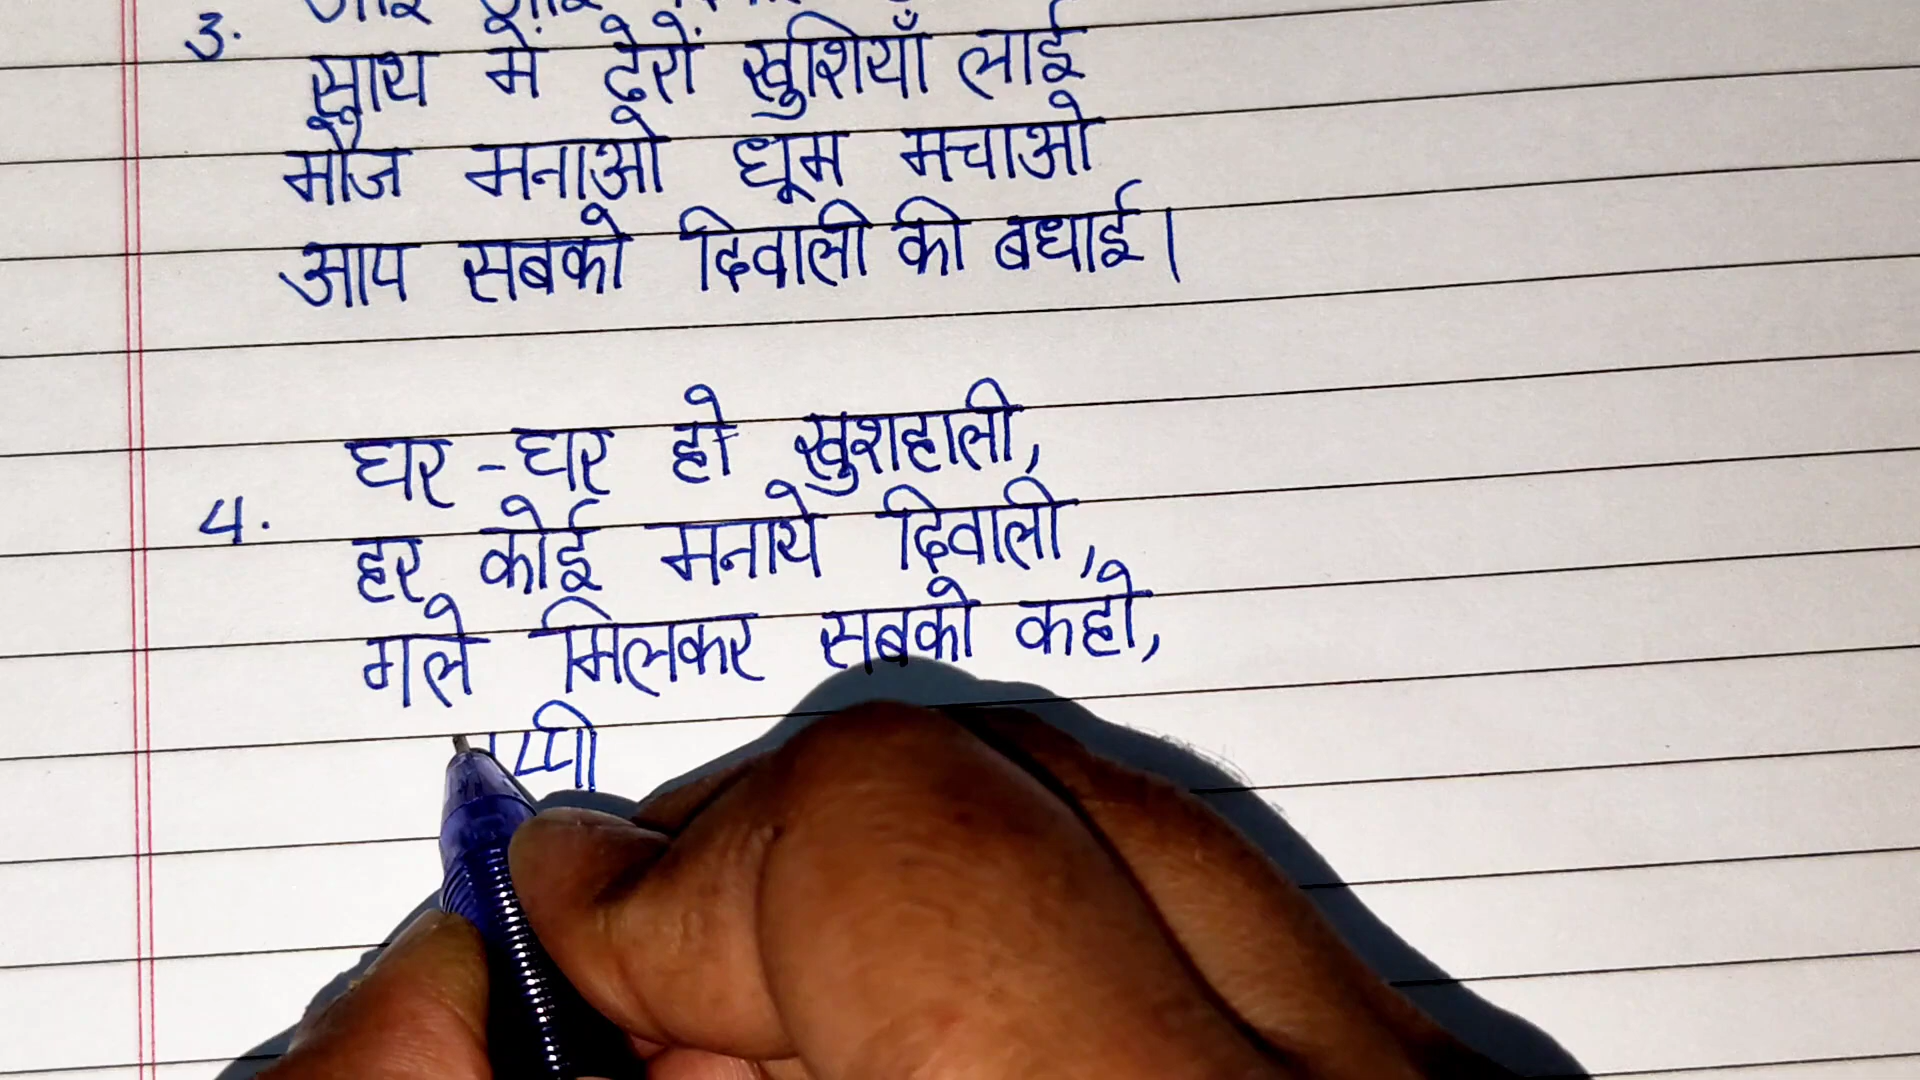 3.
साथ में ढेरों खुशियाँ लाई
मौज मनाओ धूम मचाओ
आप सबको दिवाली की बधाई।
घर-घर हो खुशहाली,
4.
हर कोई मनाये दिवाली,
गले मिलकर सबको कहो,